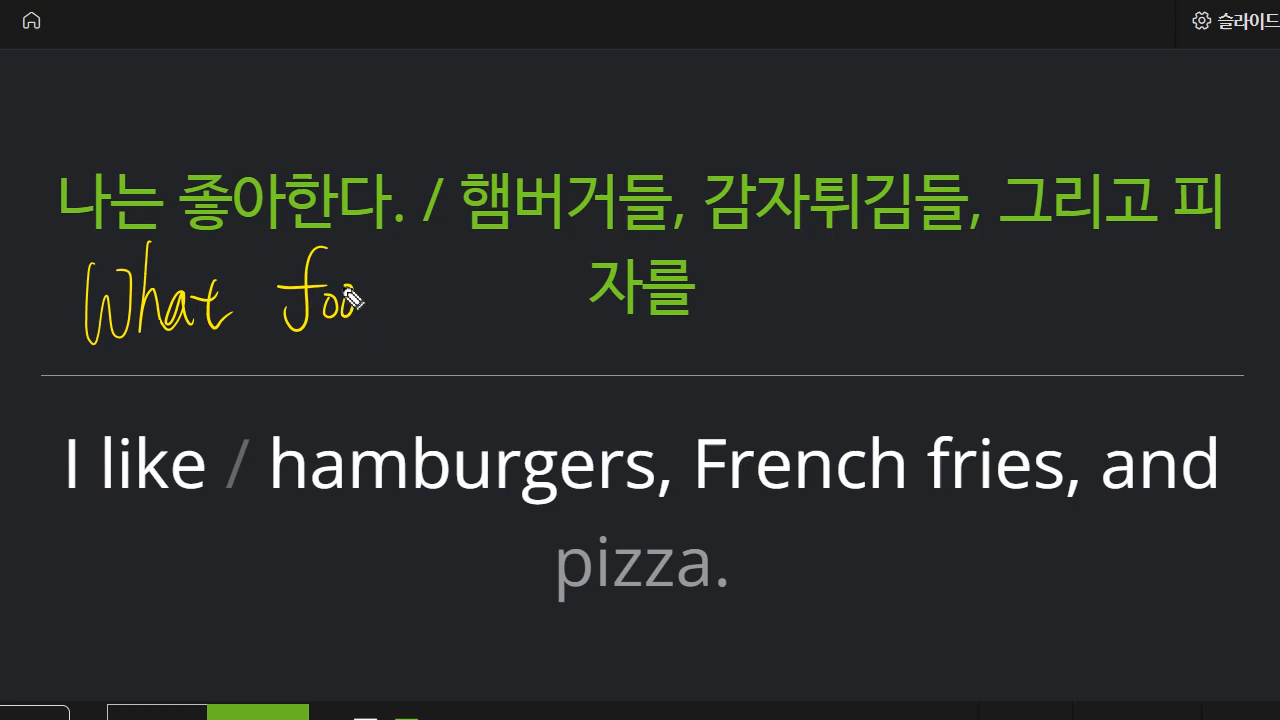 슬라이드
나는 좋아한다. / 햄버거들, 감자튀김들, 그리고 피
자를
What foo
I like / hamburgers, French fries, and
pizza.